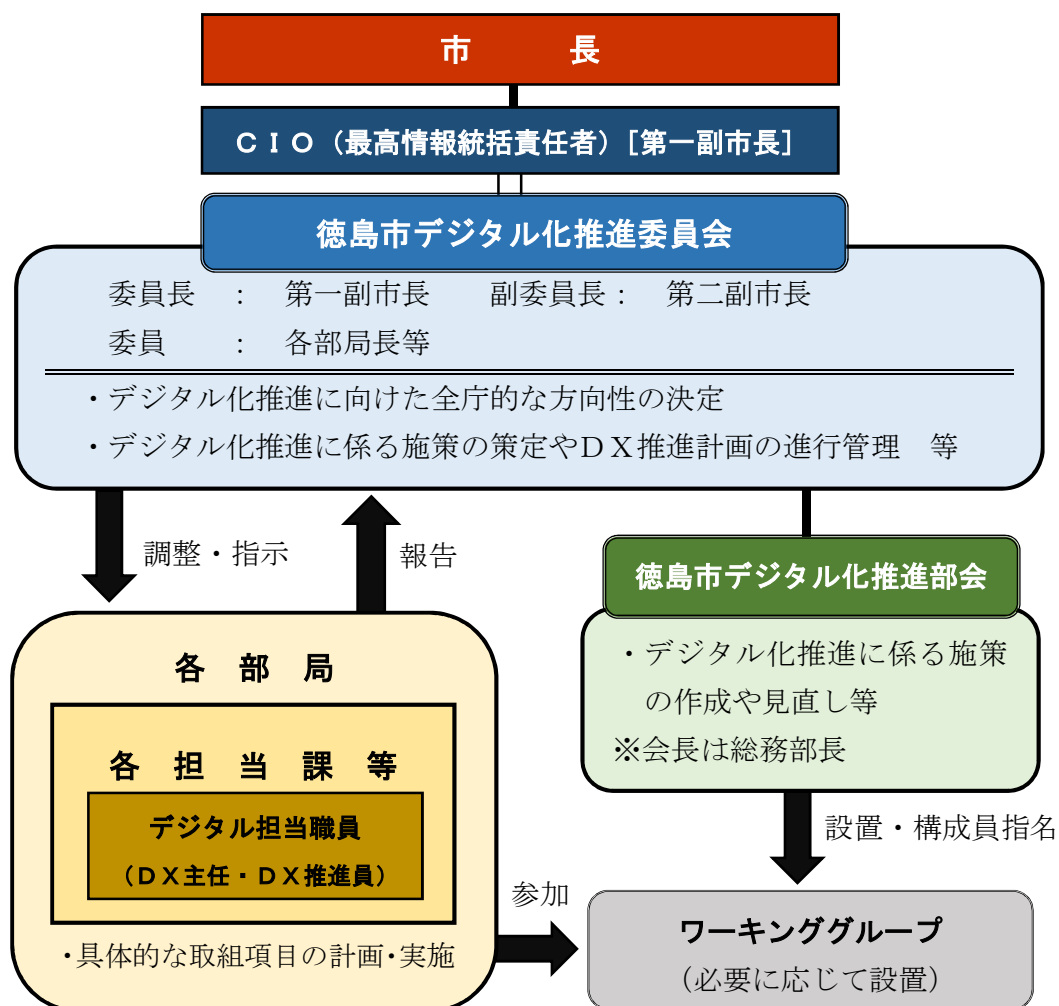 市　長
ＣＩＯ（最高情報統括責任者）［第一副市長］
徳島市デジタル化推進委員会
委員長　：　第一副市長　　副委員長：　第二副市長
委員　　：　各部局長等
・デジタル化推進に向けた全庁的な方向性の決定
・デジタル化推進に係る施策の策定やＤＸ推進計画の進行管理　等
調整・指示
報告
徳島市デジタル化推進部会
・デジタル化推進に係る施策
の作成や見直し等
※会長は総務部長
各　部　局
各　担　当　課　等
デジタル担当職員
（ＤＸ主任・ＤＸ推進員）
・具体的な取組項目の計画・実施
設置・構成員指名
参加
ワーキンググループ
（必要に応じて設置）